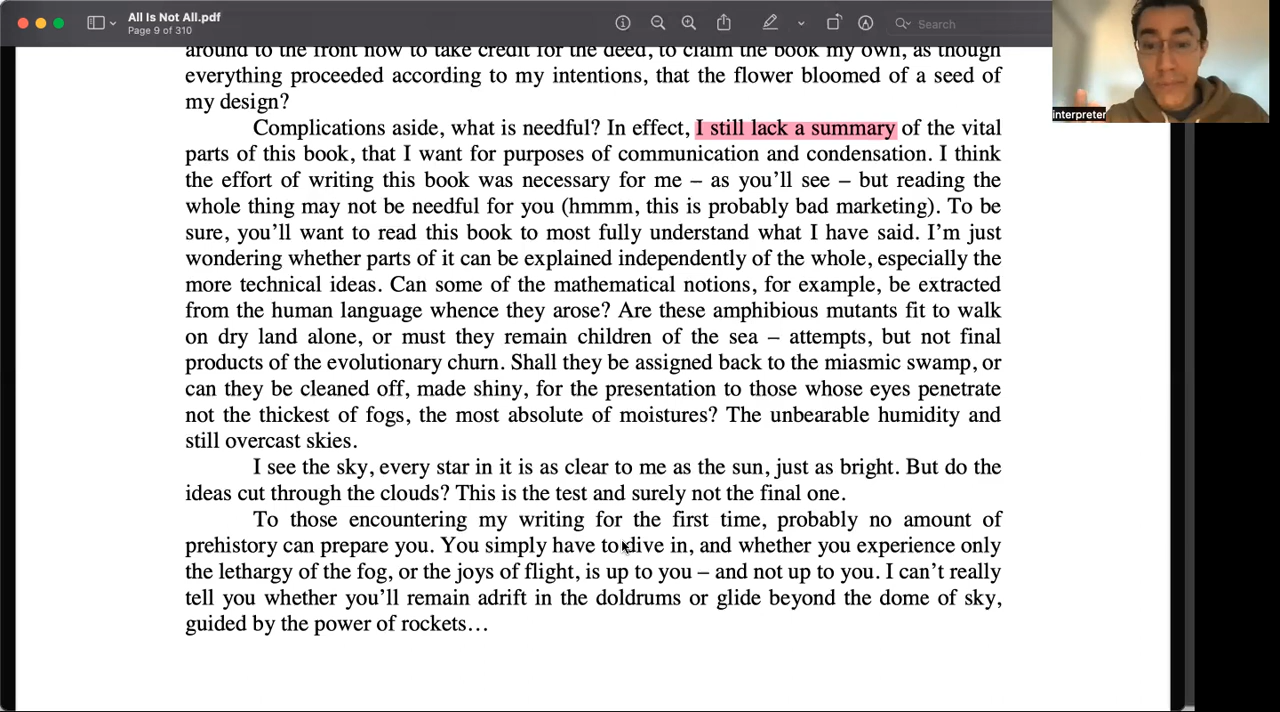 All Is Not All.pdf
Page 9 of 310
Search
interpreter
around to the front now to take credit for the deed, to claim the book my own, as though
everything proceeded according to my intentions, that the flower bloomed of a seed of
my design?
Complications aside, what is needful? In effect, I still lack a summary of the vital
parts of this book, that I want for purposes of communication and condensation. I think
the effort of writing this book was necessary for me – as you’ll see – but reading the
whole thing may not be needful for you (hmmm, this is probably bad marketing). To be
sure, you’ll want to read this book to most fully understand what I have said. I’m just
wondering whether parts of it can be explained independently of the whole, especially the
more technical ideas. Can some of the mathematical notions, for example, be extracted
from the human language whence they arose? Are these amphibious mutants fit to walk
on dry land alone, or must they remain children of the sea – attempts, but not final
products of the evolutionary churn. Shall they be assigned back to the miasmic swamp, or
can they be cleaned off, made shiny, for the presentation to those whose eyes penetrate
not the thickest of fogs, the most absolute of moistures? The unbearable humidity and
still overcast skies.
I see the sky, every star in it is as clear to me as the sun, just as bright. But do the
ideas cut through the clouds? This is the test and surely not the final one.
To those encountering my writing for the first time, probably no amount of
prehistory can prepare you. You simply have to dive in, and whether you experience only
the lethargy of the fog, or the joys of flight, is up to you – and not up to you. I can’t really
tell you whether you’ll remain adrift in the doldrums or glide beyond the dome of sky,
guided by the power of rockets…